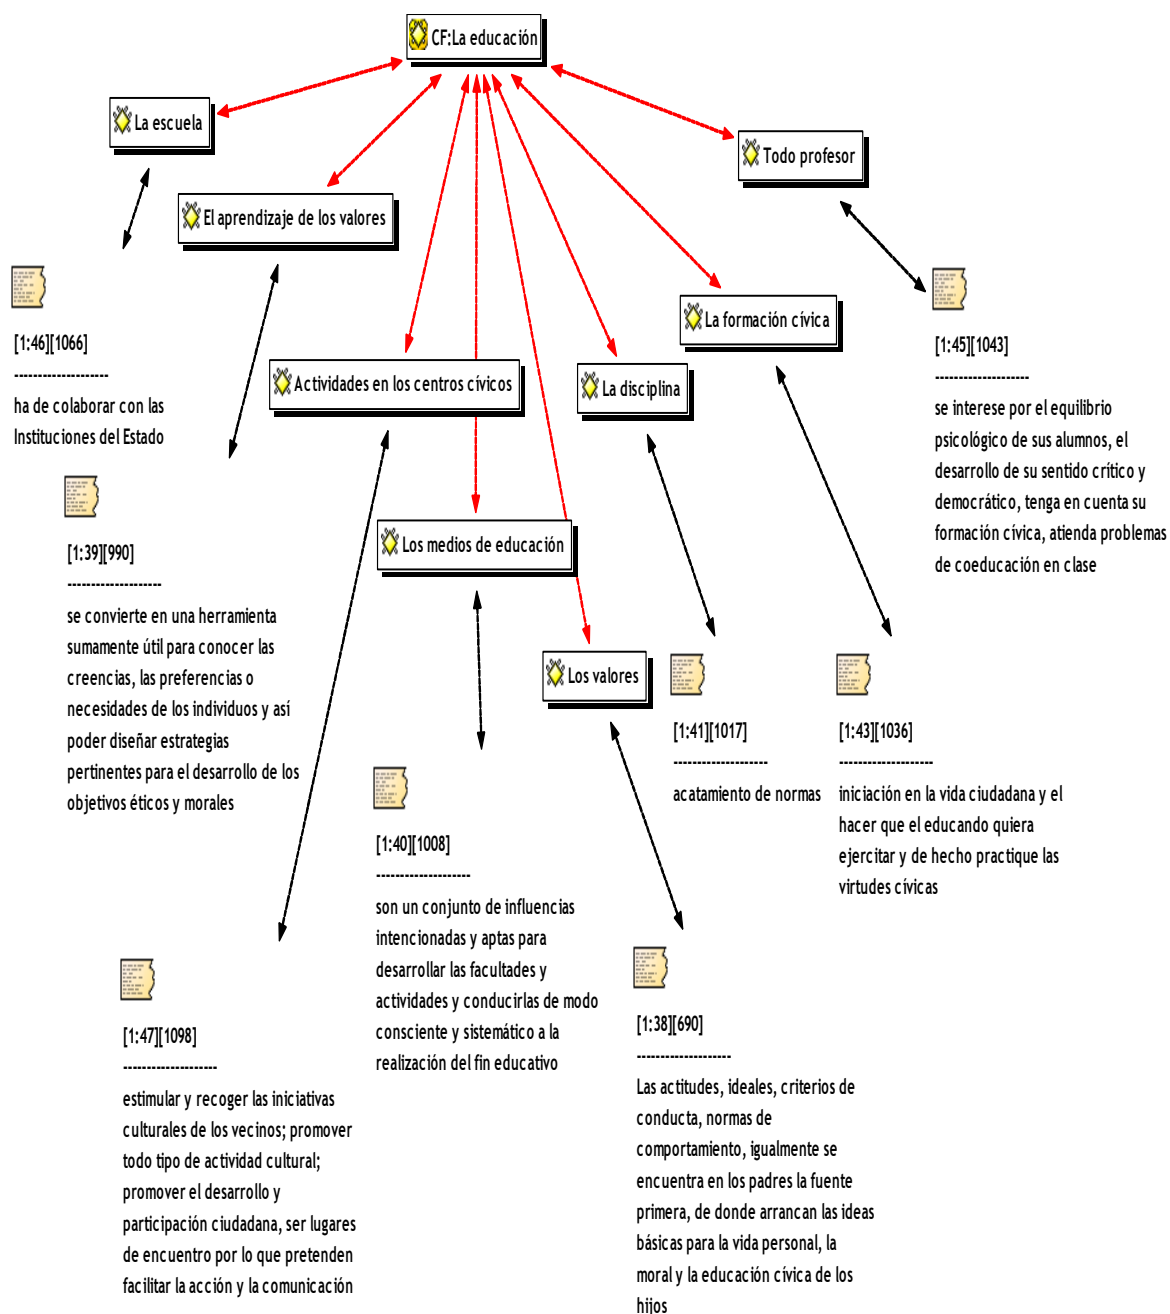 CF:La educación
La escuela
Todo profesor
El aprendizaje de los valores
La formación cívica
Actividades en los centros cívicos
La disciplina
Los medios de educación
Los valores
[1:46][1066]
--------------------
ha de colaborar con las
Instituciones del Estado
[1:45][1043]
--------------------
se interese por el equilibrio
psicológico de sus alumnos, el
desarrollo de su sentido crítico y
democrático, tenga en cuenta su
formación cívica, atienda problemas
de coeducación en clase
[1:39][990]
--------------------
se convierte en una herramienta
sumamente útil para conocer las
creencias, las preferencias o
necesidades de los individuos y así
poder diseñar estrategias
pertinentes para el desarrollo de los
objetivos éticos y morales
[1:41][1017]
--------------------
acatamiento de normas
[1:43][1036]
--------------------
iniciación en la vida ciudadana y el
hacer que el educando quiera
ejercitar y de hecho practique las
virtudes cívicas
[1:40][1008]
--------------------
son un conjunto de influencias
intencionadas y aptas para
desarrollar las facultades y
actividades y conducirlas de modo
consciente y sistemático a la
realización del fin educativo
[1:47][1098]
--------------------
estimular y recoger las iniciativas
culturales de los vecinos; promover
todo tipo de actividad cultural;
promover el desarrollo y
participación ciudadana, ser lugares
de encuentro por lo que pretenden
facilitar la acción y la comunicación
[1:38][690]
--------------------
Las actitudes, ideales, criterios de
conducta, normas de
comportamiento, igualmente se
encuentra en los padres la fuente
primera, de donde arrancan las ideas
básicas para la vida personal, la
moral y la educación cívica de los
hijos